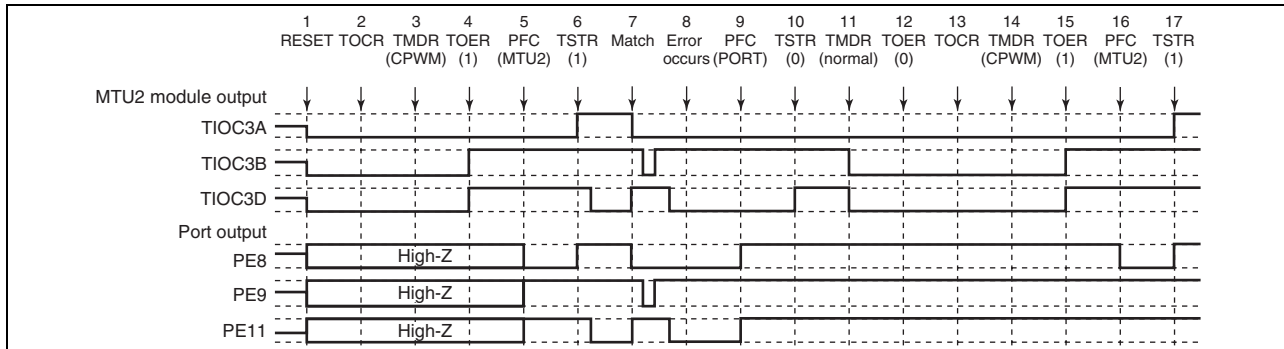 1 2 3 4 5 6 7 8 9 10 11 12 13 14 15 16 17
RESET TOCR TMDR TOER PFC TSTR Match Error PFC TSTR TMDR TOER TOCR TMDR TOER PFC TSTR
(CPWM) (1) (MTU2) (1) occurs (PORT) (0) (normal) (0) (CPWM) (1) (MTU2) (1)
MTU2 module output
TIOC3A
TIOC3B
TIOC3D
Port output
PE8 High-Z
PE9 High-Z
PE11 High-Z